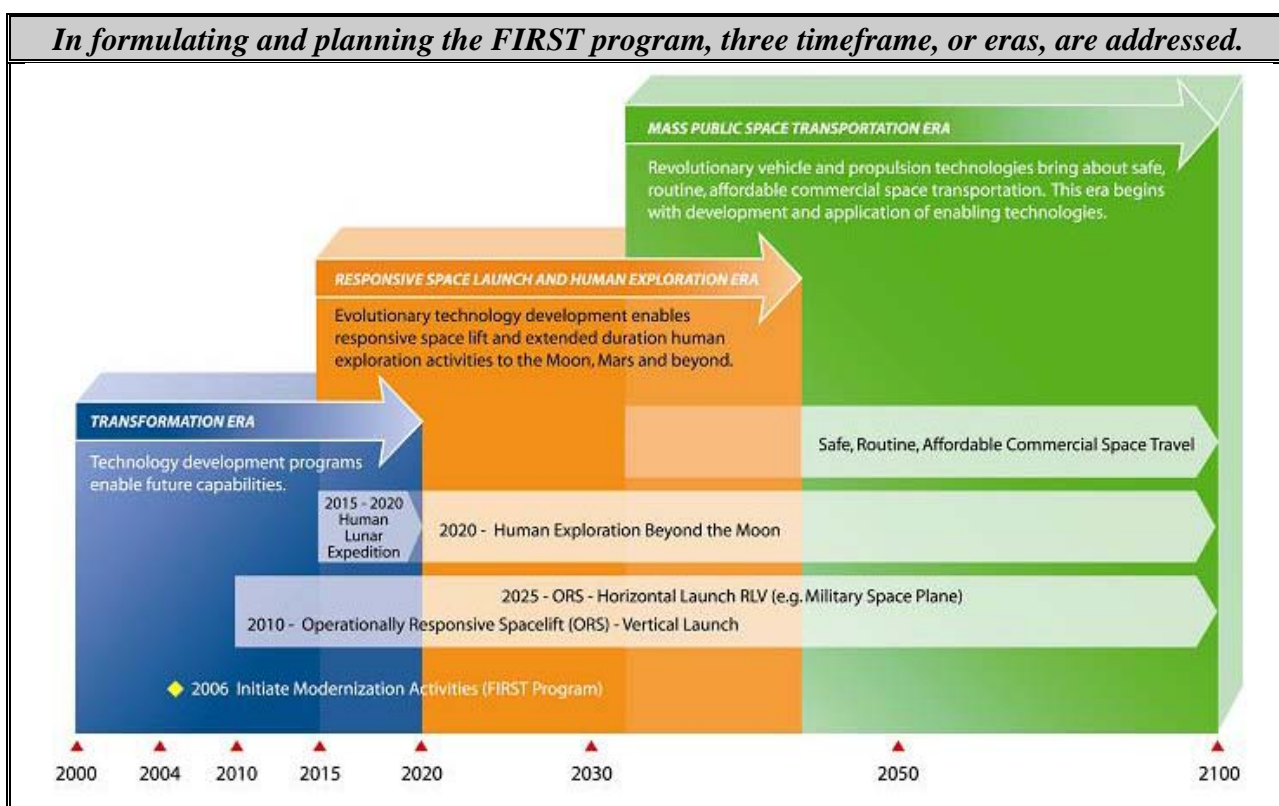 In formulating and planning the FIRST program, three timeframe, or eras, are addressed.
MASS PUBLIC SPACE TRANSPORTATION ERA
Revolutionary vehicle and propulsion technologies bring about safe,
routine, affordable commercial space transportation. This era begins
with development and application of enabling technologies.
RESPONSIVE SPACE LAUNCH AND HUMAN EXPLORATION ERA
Evolutionary technology development enables
responsive space lift and extended duration human
exploration activities to the Moon, Mars and beyond.
TRANSFORMATION ERA
Technology development programs
enable future capabilities.
Safe, Routine, Affordable Commercial Space Travel
2015 - 2020
Human
Lunar
Expedition
2020 - Human Exploration Beyond the Moon
2025 - ORS - Horizontal Launch RLV (e.g. Military Space Plane)
2010 - Operationally Responsive Spacelift (ORS) - Vertical Launch
2006 Initiate Modernization Activities (FIRST Program)
2000 2004 2010 2015 2020 2030 2050 2100